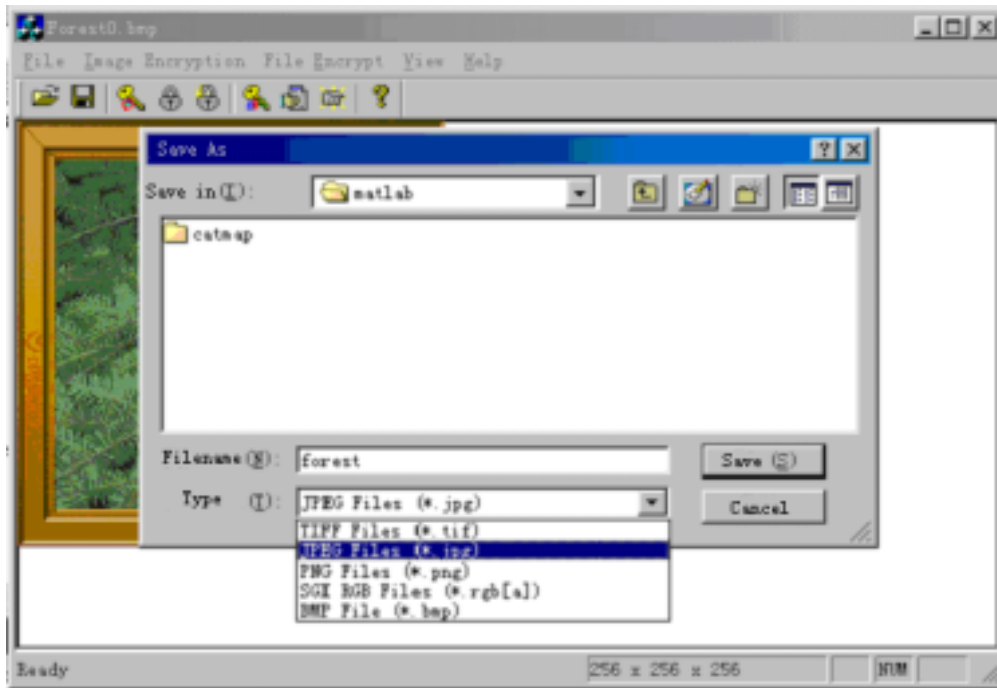 Forest0.bmp
File Image Encryption File Encrypt View Help
Save As
Save in(I): matlab
catmap
Filename(N): forest
Save (S)
Type (T): JPEG Files (*.jpg)
Cancel
TIFF Files (*.tif)
JPEG Files (*.jpg)
PNG Files (*.png)
SGI RGB Files (*.rgb[a])
BMP File (*.bmp)
Ready 256 x 256 x 256 NUM